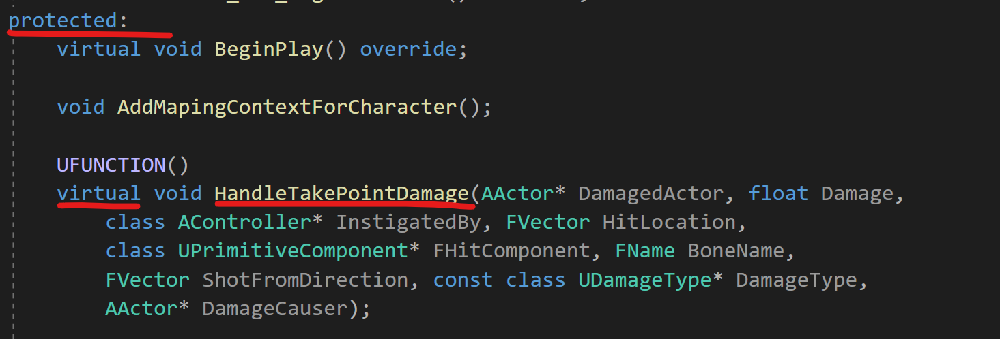 protected:
virtual void BeginPlay() override;
void AddMapingContextForCharacter();
UFUNCTION()
virtual void HandleTakePointDamage(AActor* DamagedActor, float Damage,
class AController* InstigatedBy, FVector HitLocation,
class UPrimitiveComponent* FHitComponent, FName BoneName,
FVector ShotFromDirection, const class UDamageType* DamageType,
AActor* DamageCauser);